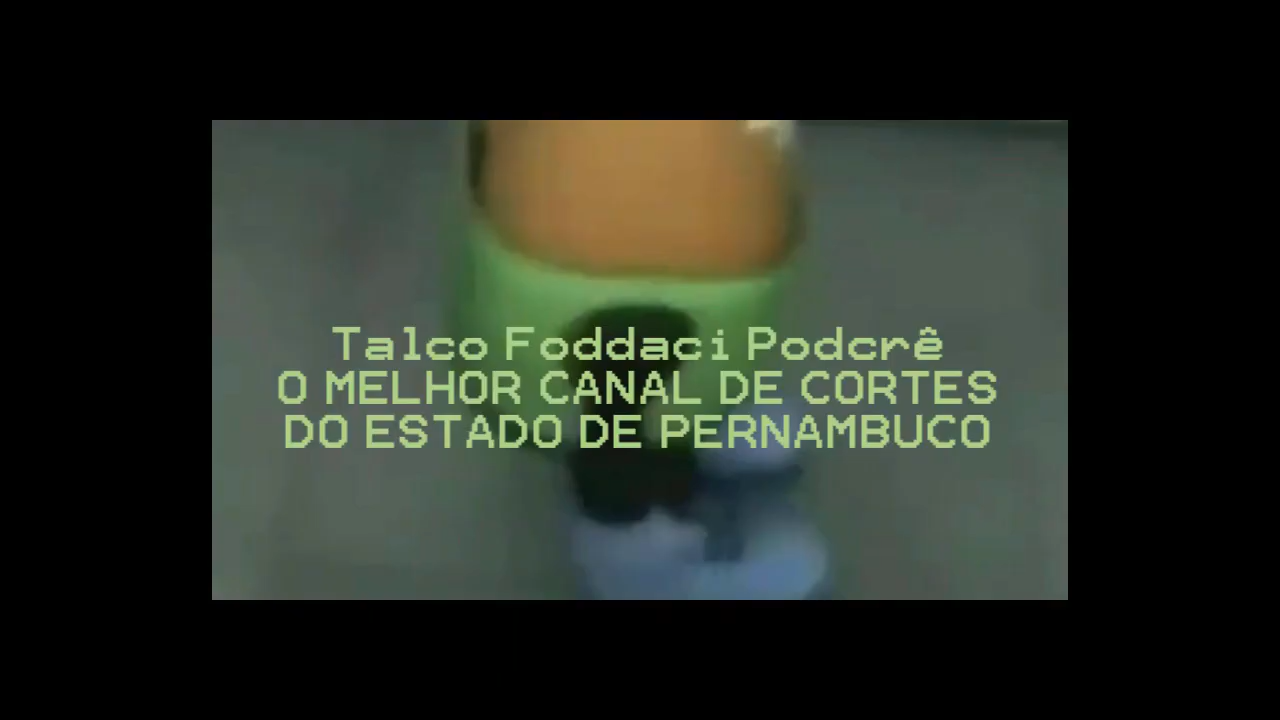 Talco Foddaci Podcrê
O MELHOR CANAL DE CORTES
DO ESTADO DE PERNAMBUCO